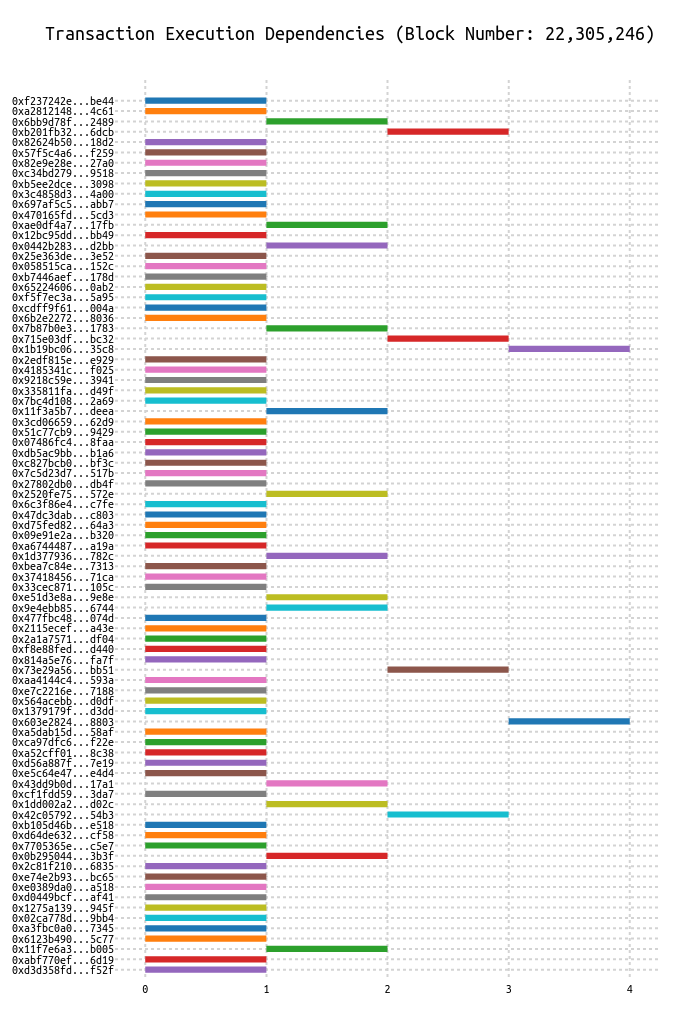 Transaction Execution Dependencies (Block Number: 22,305,246)
0xf237242e...be44
0xa2812148...4c61
0x6bb9d78f...2489
0xb201fb32...6dcb
0x82624b50...18d2
0x57f5c4a6...f259
0x82e9e28e...27a0
0xc34bd279...9518
0xb5ee2dce...3098
0x3c4858d3...4a00
0x697af5c5...abb7
0x470165fd...5cd3
0xae0df4a7...17fb
0x12bc95dd...bb49
0x0442b283...d2bb
0x25e363de...3e52
0x058515ca...152c
0xb7446aef...178d
0x65224606...0ab2
0xf5f7ec3a...5a95
0xcdff9f61...004a
0x6b2e2272...8036
0x7b87b0e3...1783
0x715e03df...bc32
0x1b19bc06...35c8
0x2edf815e...e929
0x4185341c...f025
0x9218c59e...3941
0x335811fa...d49f
0x7bc4d108...2a69
0x11f3a5b7...deea
0x3cd06659...62d9
0x51c77cb9...9429
0x07486fc4...8faa
0xdb5ac9bb...b1a6
0xc827bcb0...bf3c
0x7c5d23d7...517b
0x27802db0...db4f
0x2520fe75...572e
0x6c3f86e4...c7fe
0x47dc3dab...c803
0xd75fed82...64a3
0x09e91e2a...b320
0xa6744487...a19a
0x1d377936...782c
0xbea7c84e...7313
0x37418456...71ca
0x33cec871...105c
0xe51d3e8a...9e8e
0x9e4ebb85...6744
0x477fbc48...074d
0x2115ecef...a43e
0x2a1a7571...df04
0xf8e88fed...d440
0x814a5e76...fa7f
0x73e29a56...bb51
0xaa4144c4...593a
0xe7c2216e...7188
0x564acebb...d0df
0x1379179f...d3dd
0x603e2824...8803
0xa5dab15d...58af
0xca97dfc6...f22e
0xa52cff01...8c38
0xd56a887f...7e19
0xe5c64e47...e4d4
0x43dd9b0d...17a1
0xcf1fdd59...3da7
0x1dd002a2...d02c
0x42c05792...54b3
0xb105d46b...e518
0xd64de632...cf58
0x7705365e...c5e7
0x0b295044...3b3f
0x2c81f210...6835
0xe74e2b93...bc65
0xe0389da0...a518
0xd0449bcf...af41
0x1275a139...945f
0x02ca778d...9bb4
0xa3fbc0a0...7345
0x6123b490...5c77
0x11f7e6a3...b005
0xabf770ef...6d19
0xd3d358fd...f52f
0 1 2 3 4